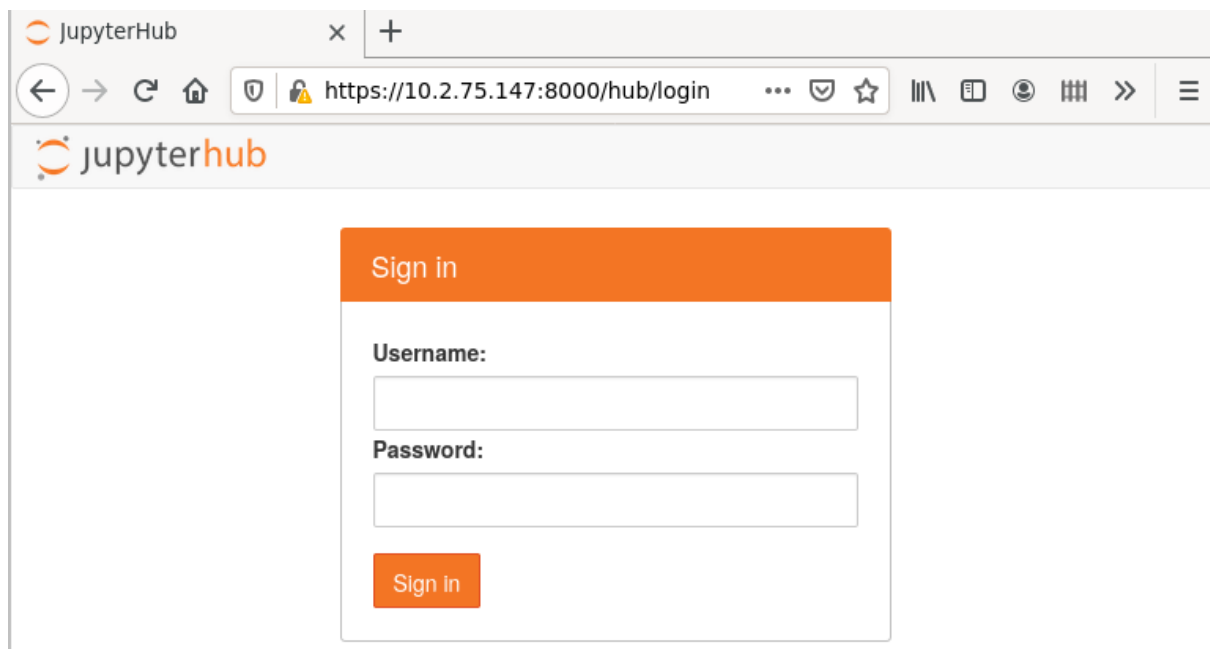 JupyterHub
https://10.2.75.147:8000/hub/login
jupyterhub
Sign in
Username:
Password:
Sign in